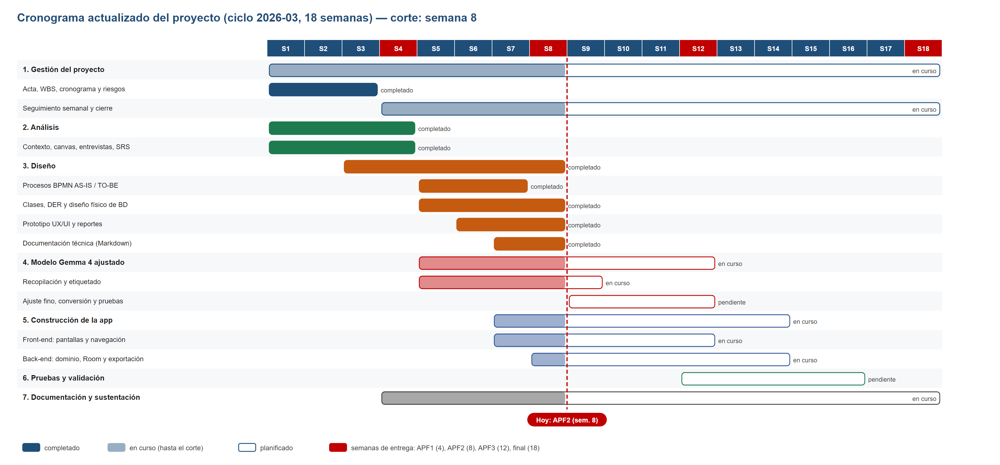 Cronograma actualizado del proyecto (ciclo 2026-03, 18 semanas) — corte: semana 8
S1 S2 S3 S4 S5 S6 S7 S8 S9 S10 S11 S12 S13 S14 S15 S16 S17 S18
1. Gestión del proyecto en curso
Acta, WBS, cronograma y riesgos completado
Seguimiento semanal y cierre en curso
2. Análisis completado
Contexto, canvas, entrevistas, SRS completado
3. Diseño completado
Procesos BPMN AS-IS / TO-BE completado
Clases, DER y diseño físico de BD completado
Prototipo UX/UI y reportes completado
Documentación técnica (Markdown) completado
4. Modelo Gemma 4 ajustado en curso
Recopilación y etiquetado en curso
Ajuste fino, conversión y pruebas pendiente
5. Construcción de la app en curso
Front-end: pantallas y navegación en curso
Back-end: dominio, Room y exportación en curso
6. Pruebas y validación pendiente
7. Documentación y sustentación en curso
Hoy: APF2 (sem. 8)
completado en curso (hasta el corte) planificado semanas de entrega: APF1 (4), APF2 (8), APF3 (12), final (18)